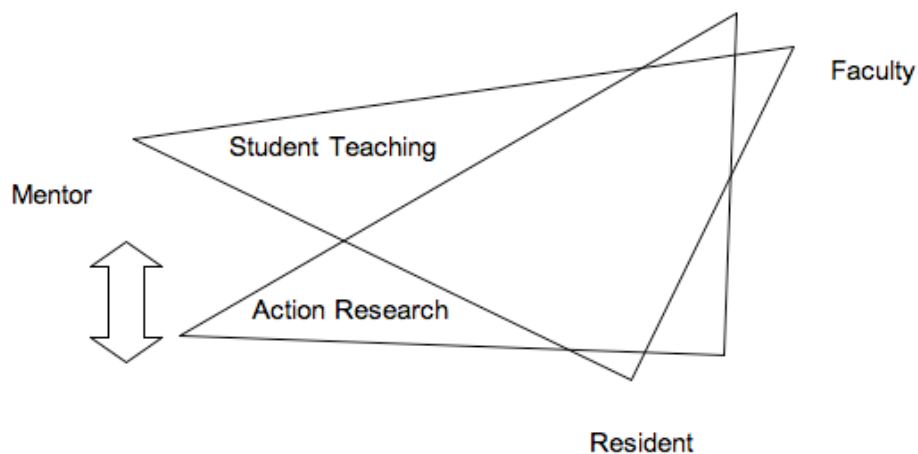 Faculty
Student Teaching
Mentor
Action Research
Resident